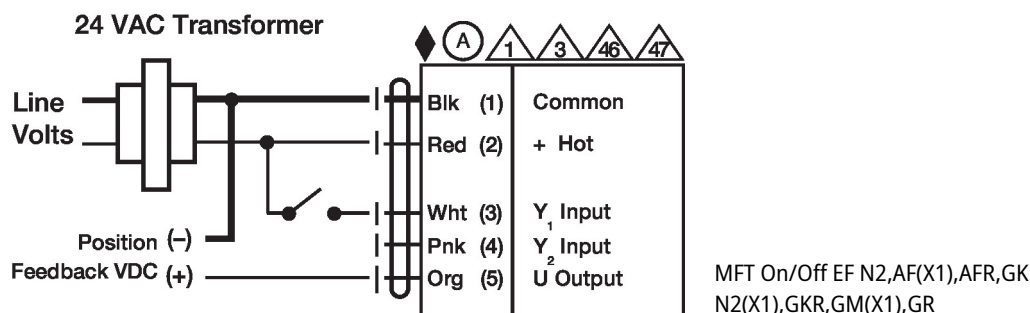 24 VAC Transformer
A 1 3 46 47
Line
Volts
Blk (1) Common
Red (2) + Hot
Wht (3) Y1 Input
Position (–)
Pnk (4) Y2 Input
Feedback VDC (+)
Org (5) U Output
MFT On/Off EF N2,AF(X1),AFR,GK
N2(X1),GKR,GM(X1),GR